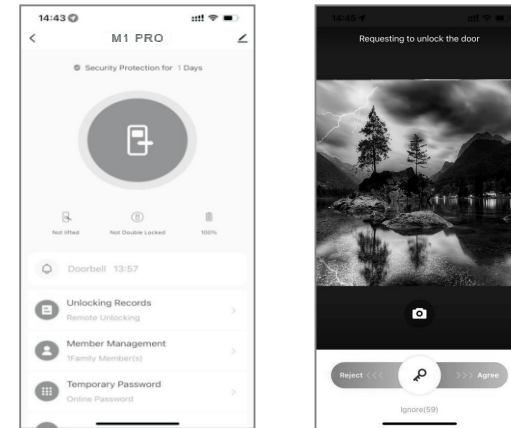 14:43
M1 PRO
Security Protection for 1 Days
Not lifted
Not Double Locked
100%
Doorbell 13:57
Unlocking Records
Remote Unlocking
Member Management
1Family Member(s)
Temporary Password
Online Password
14:45
Requesting to unlock the door
Reject <<<
>>> Agree
Ignore(59)